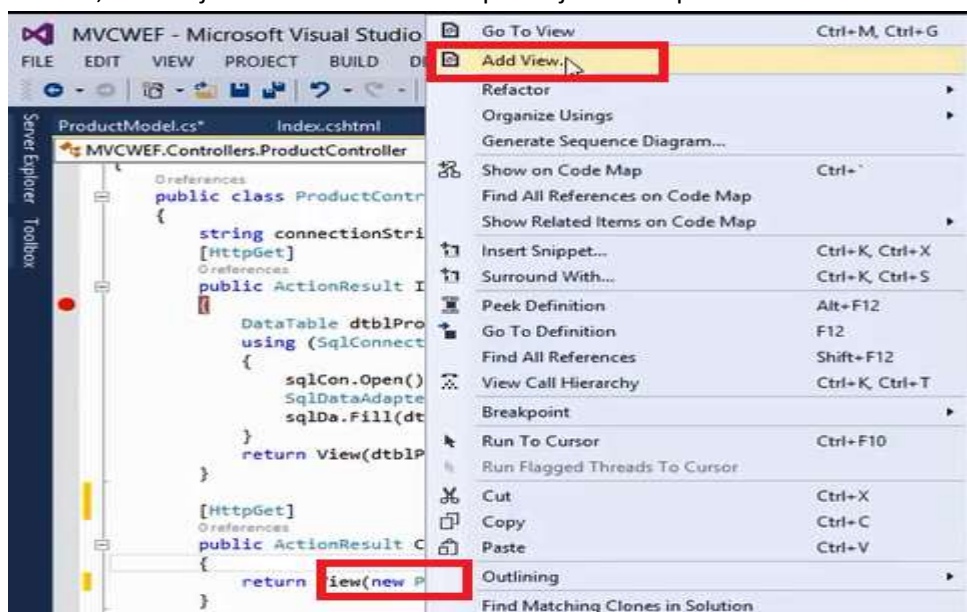 MVCWEF - Microsoft Visual Studio
FILE EDIT VIEW PROJECT BUILD
Server Explorer
Toolbox
ProductModel.cs* Index.cshtml
MVCWEF.Controllers.ProductController
{
0 references
public class ProductContr
{
string connectionStri
[HttpGet]
0 references
public ActionResult I
{
DataTable dtblPro
using (SqlConnect
{
sqlCon.Open()
SqlDataAdapte
sqlDa.Fill(dt
}
return View(dtblP
}
[HttpGet]
0 references
public ActionResult C
{
return View(new P
}
Go To View Ctrl+M, Ctrl+G
Add View...
Refactor
Organize Usings
Generate Sequence Diagram...
Show on Code Map Ctrl+`
Find All References on Code Map
Show Related Items on Code Map
Insert Snippet... Ctrl+K, Ctrl+X
Surround With... Ctrl+K, Ctrl+S
Peek Definition Alt+F12
Go To Definition F12
Find All References Shift+F12
View Call Hierarchy Ctrl+K, Ctrl+T
Breakpoint
Run To Cursor Ctrl+F10
Run Flagged Threads To Cursor
Cut Ctrl+X
Copy Ctrl+C
Paste Ctrl+V
Outlining
Find Matching Clones in Solution